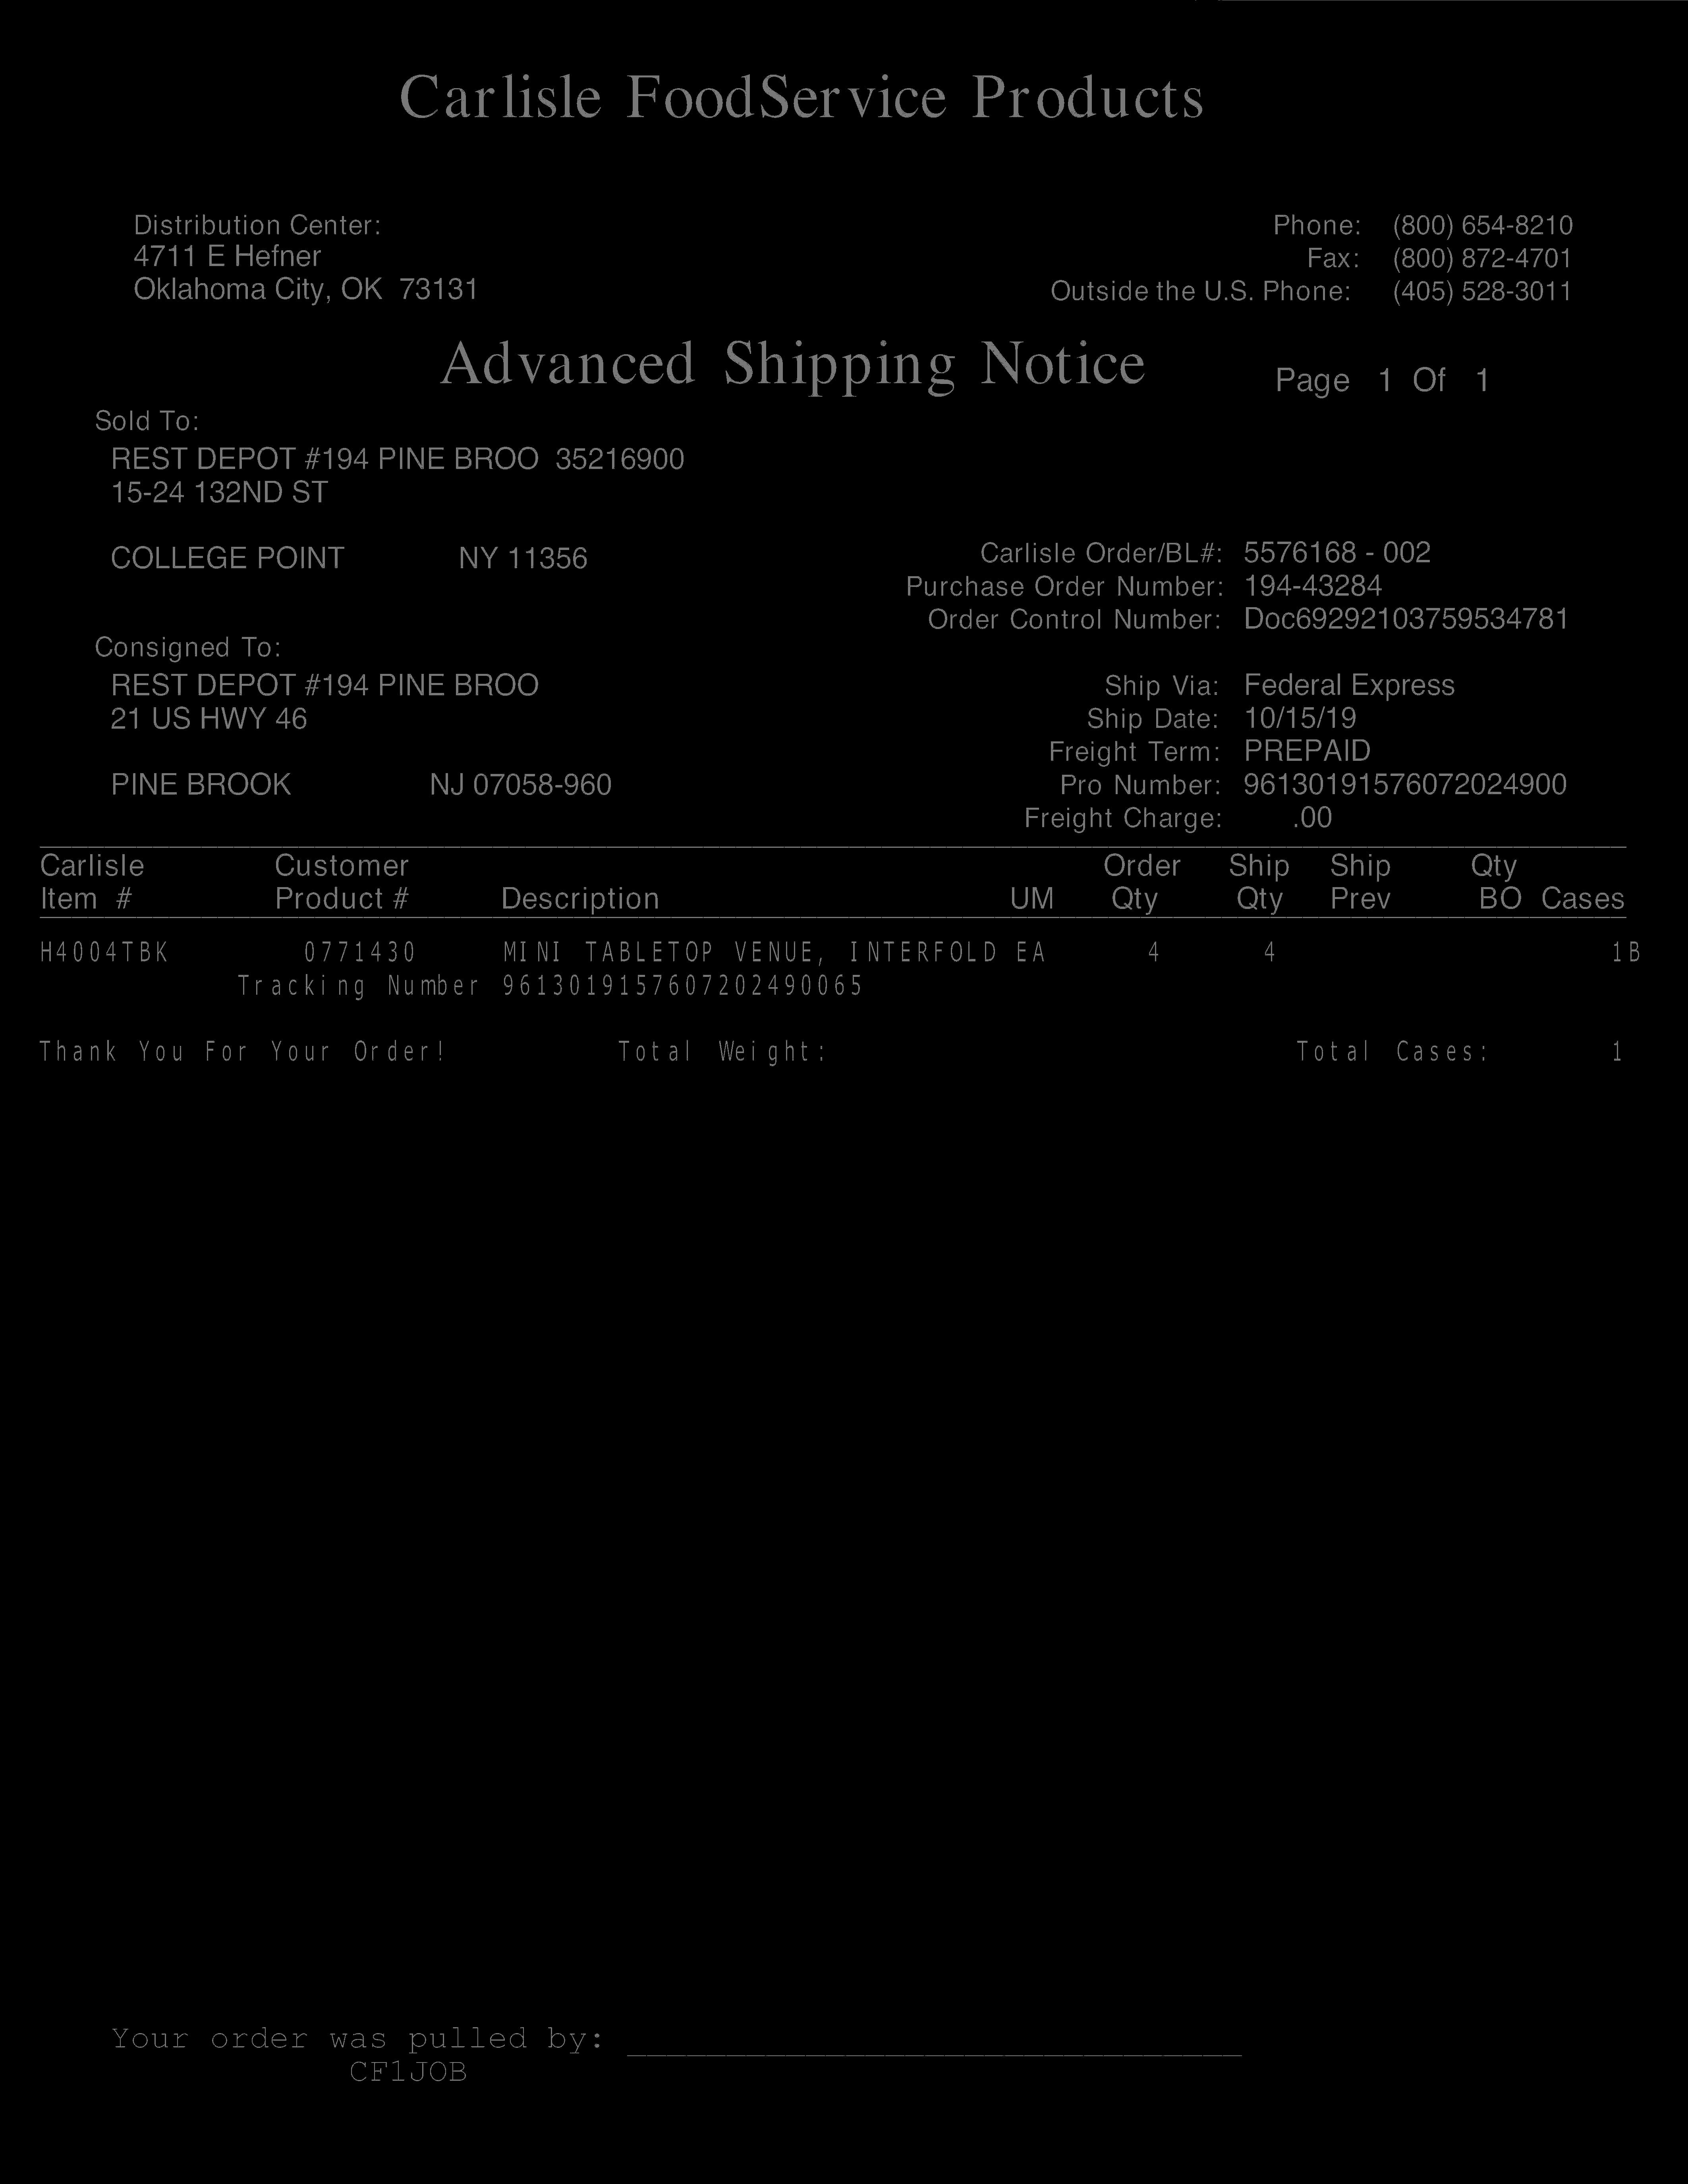 Carlisle FoodService Products
Distribution Center:
4711 E Hefner
Oklahoma City, OK 73131
Phone: (800) 654-8210
Fax: (800) 872-4701
Outside the U.S. Phone: (405) 528-3011
Advanced Shipping Notice
Page 1 Of 1
Sold To:
REST DEPOT #194 PINE BROO 35216900
15-24 132ND ST
COLLEGE POINT NY 11356
Carlisle Order/BL#: 5576168 - 002
Purchase Order Number: 194-43284
Order Control Number: Doc69292103759534781
Consigned To:
REST DEPOT #194 PINE BROO
21 US HWY 46
PINE BROOK NJ 07058-960
Ship Via: Federal Express
Ship Date: 10/15/19
Freight Term: PREPAID
Pro Number: 96130191576072024900
Freight Charge: .00
Carlisle Customer Order Ship Ship Qty
Item # Product # Description UM Qty Qty Prev BO Cases
H4004TBK 0771430 MINI TABLETOP VENUE, INTERFOLD EA 4 4 1B
Tracking Number 9613019157607202490065
Thank You For Your Order! Total Weight: Total Cases: 1
Your order was pulled by:
CF1JOB